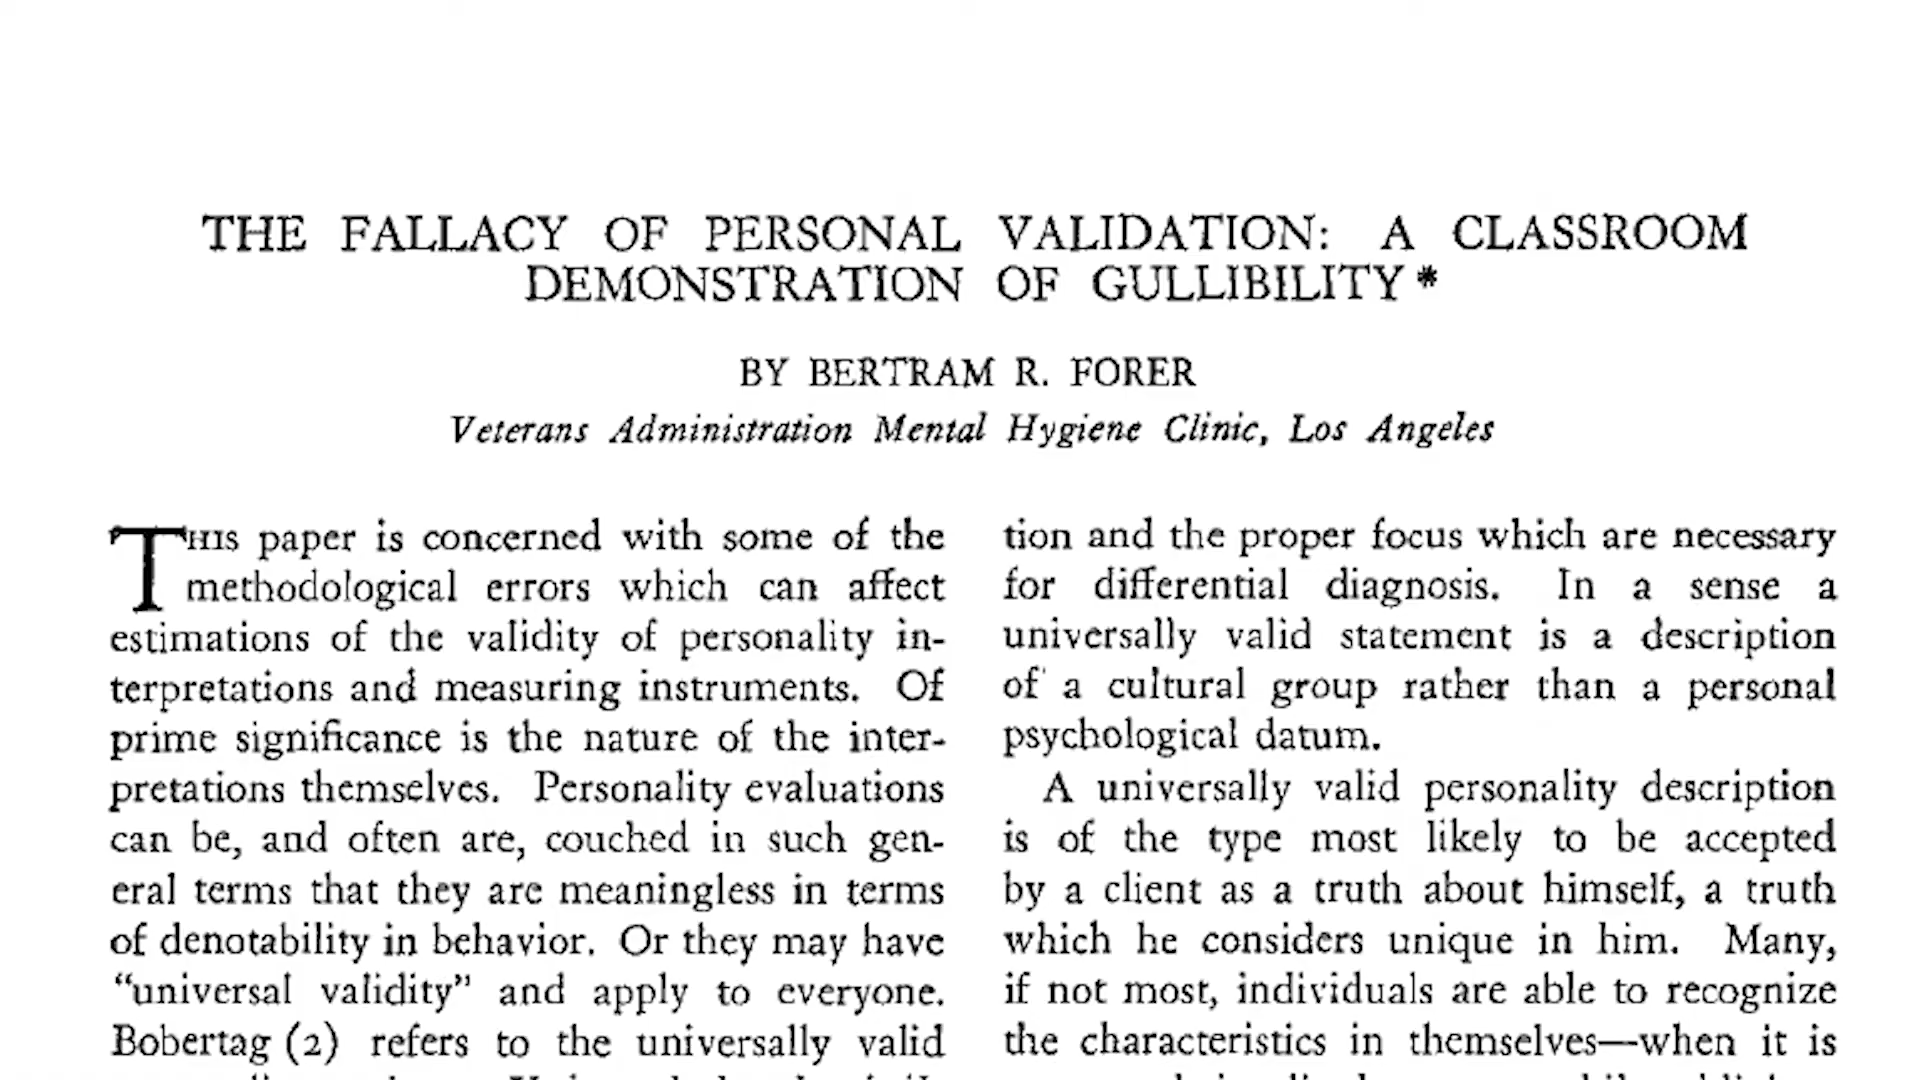 THE FALLACY OF PERSONAL VALIDATION: A CLASSROOM
DEMONSTRATION OF GULLIBILITY*
BY BERTRAM R. FORER
Veterans Administration Mental Hygiene Clinic, Los Angeles
THIS paper is concerned with some of the
methodological errors which can affect
estimations of the validity of personality in-
terpretations and measuring instruments. Of
prime significance is the nature of the inter-
pretations themselves. Personality evaluations
can be, and often are, couched in such gen-
eral terms that they are meaningless in terms
of denotability in behavior. Or they may have
“universal validity” and apply to everyone.
Bobertag (2) refers to the universally valid
tion and the proper focus which are necessary
for differential diagnosis. In a sense a
universally valid statement is a description
of a cultural group rather than a personal
psychological datum.
A universally valid personality description
is of the type most likely to be accepted
by a client as a truth about himself, a truth
which he considers unique in him. Many,
if not most, individuals are able to recognize
the characteristics in themselves—when it is